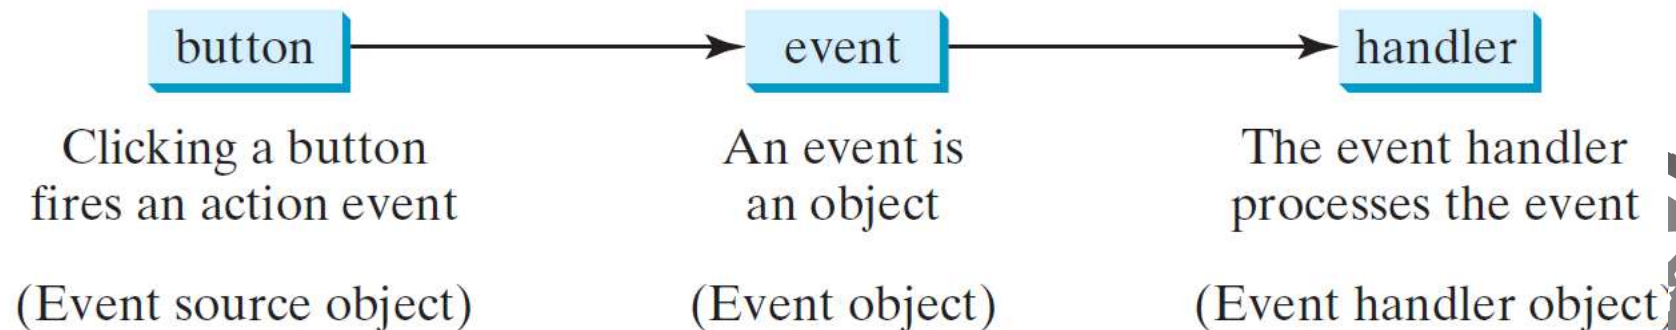 button
event
handler
Clicking a button
fires an action event
An event is
an object
The event handler
processes the event
(Event source object)
(Event object)
(Event handler object)